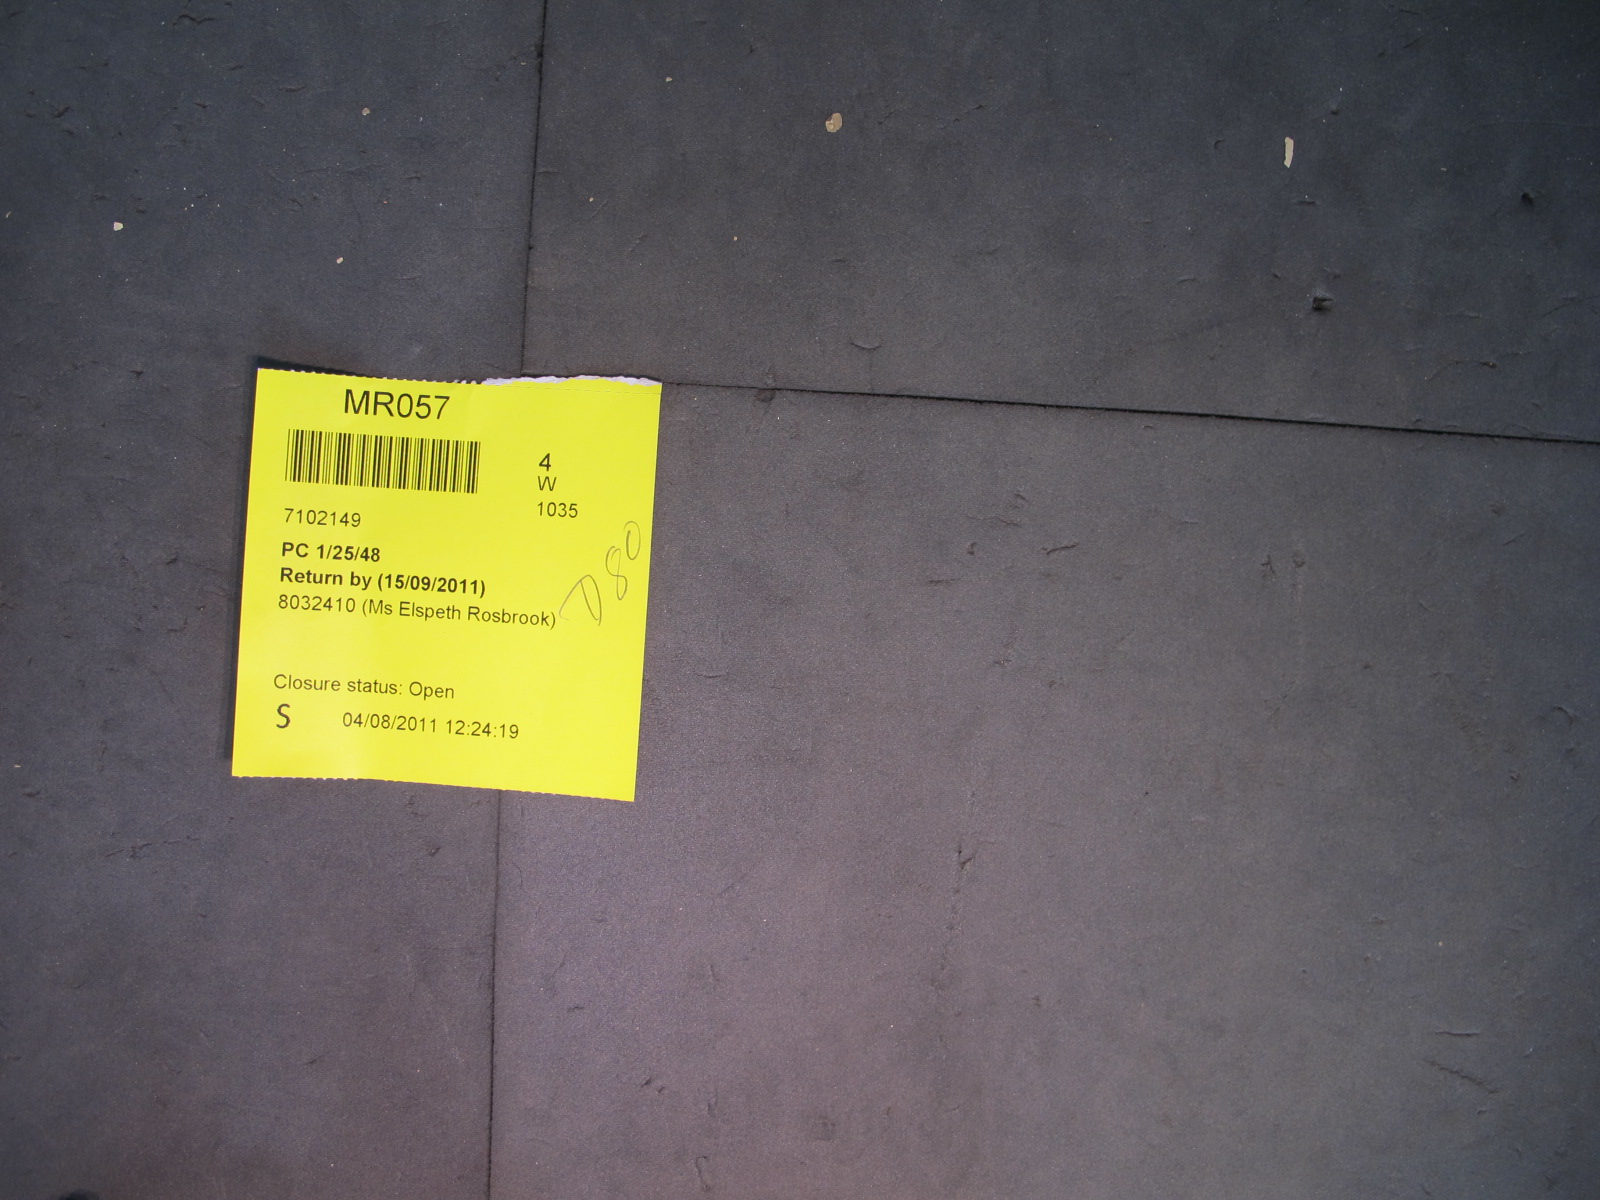 MR057
4
W
1035
7102149
PC 1/25/48
Return by (15/09/2011)
8032410 (Ms Elspeth Rosbrook)
D80
Closure status: Open
S 04/08/2011 12:24:19